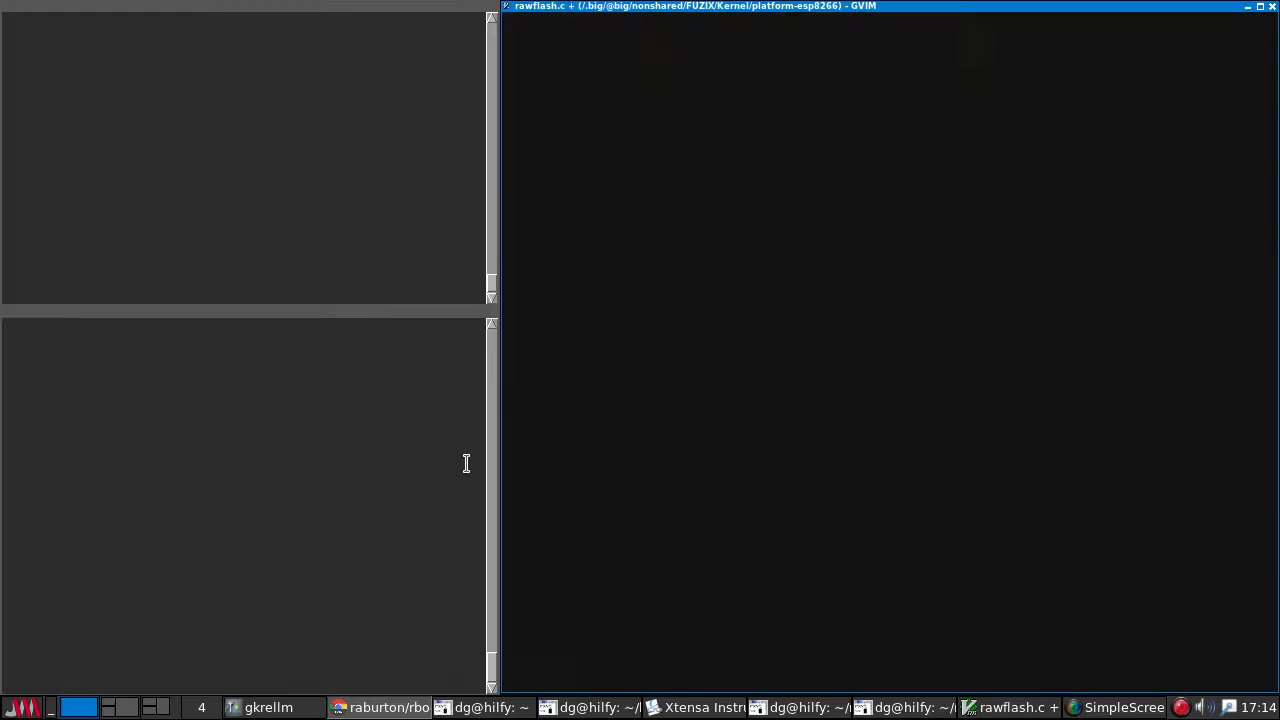 rawflash.c + (/.big/@big/nonshared/FUZIX/Kernel/platform-esp8266) - GVIM
4
gkrellm
raburton/rbo
dg@hilfy: ~
dg@hilfy: ~/
Xtensa Instr
dg@hilfy: ~/
dg@hilfy: ~/
rawflash.c +
SimpleScree
17:14